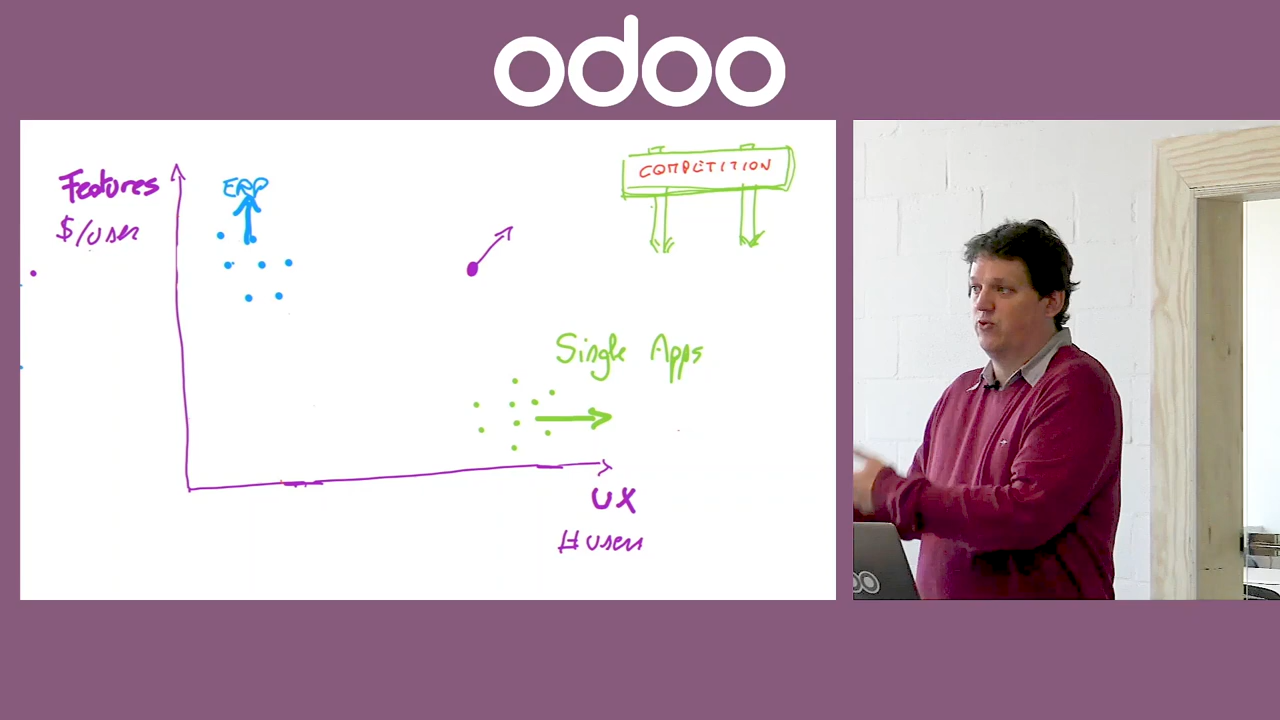 odoo
Features
$/user
ERP
COMPETITION
Single Apps
UX
# users